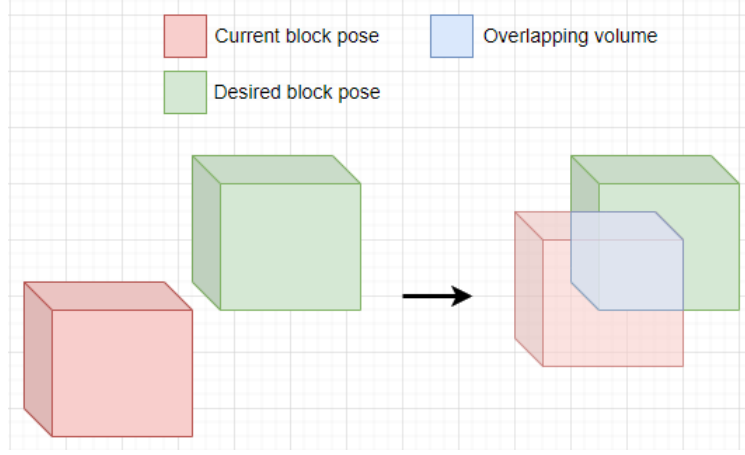 Current block pose
Overlapping volume
Desired block pose